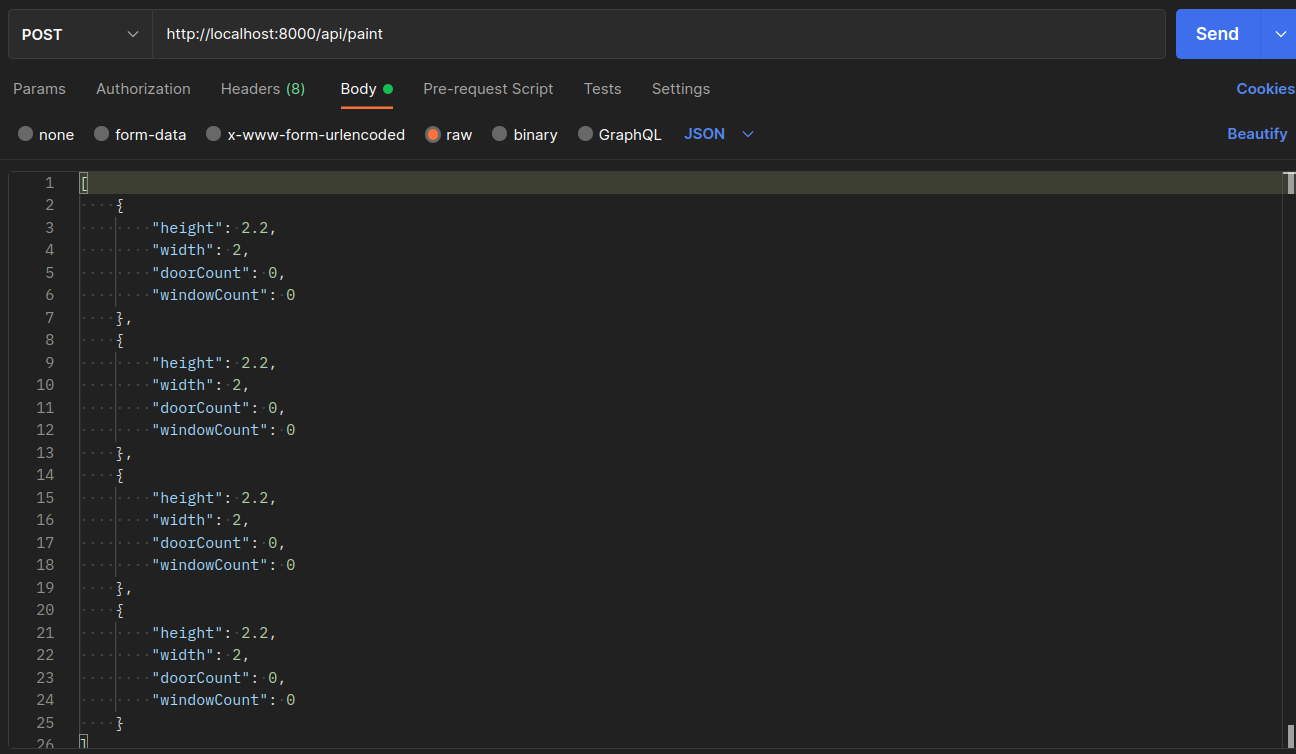 POST http://localhost:8000/api/paint Send
Params Authorization Headers (8) Body Pre-request Script Tests Settings Cookies
none form-data x-www-form-urlencoded raw binary GraphQL JSON Beautify
1 [
2 {
3 "height": 2.2,
4 "width": 2,
5 "doorCount": 0,
6 "windowCount": 0
7 },
8 {
9 "height": 2.2,
10 "width": 2,
11 "doorCount": 0,
12 "windowCount": 0
13 },
14 {
15 "height": 2.2,
16 "width": 2,
17 "doorCount": 0,
18 "windowCount": 0
19 },
20 {
21 "height": 2.2,
22 "width": 2,
23 "doorCount": 0,
24 "windowCount": 0
25 }
26 ]